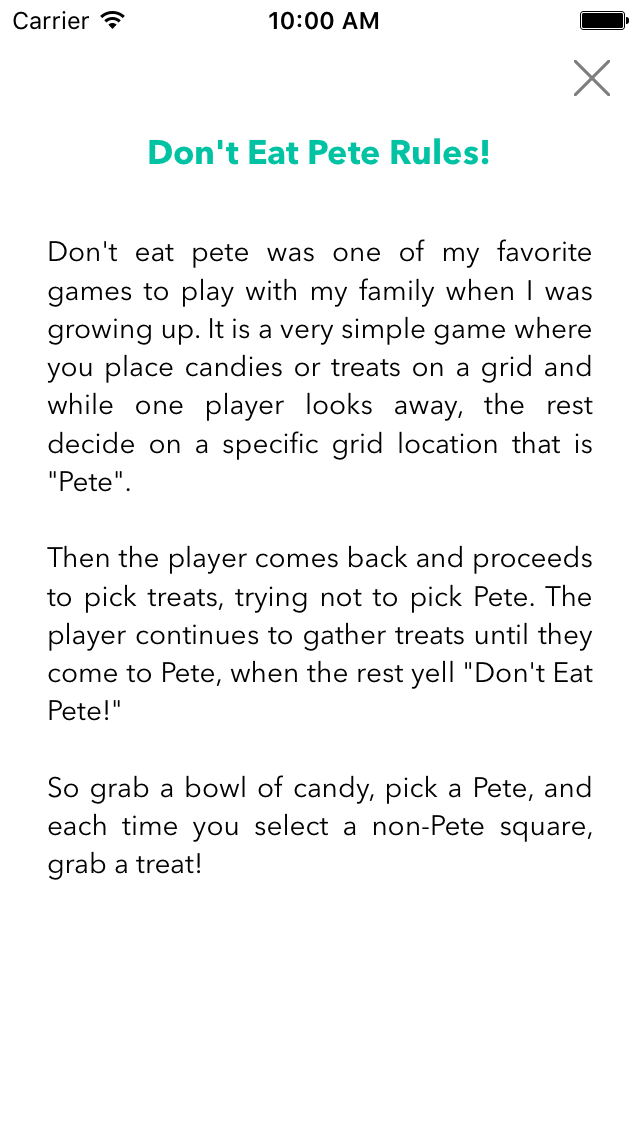 Carrier 10:00 AM
Don't Eat Pete Rules!
Don't eat pete was one of my favorite
games to play with my family when I was
growing up. It is a very simple game where
you place candies or treats on a grid and
while one player looks away, the rest
decide on a specific grid location that is
"Pete".
Then the player comes back and proceeds
to pick treats, trying not to pick Pete. The
player continues to gather treats until they
come to Pete, when the rest yell "Don't Eat
Pete!"
So grab a bowl of candy, pick a Pete, and
each time you select a non-Pete square,
grab a treat!